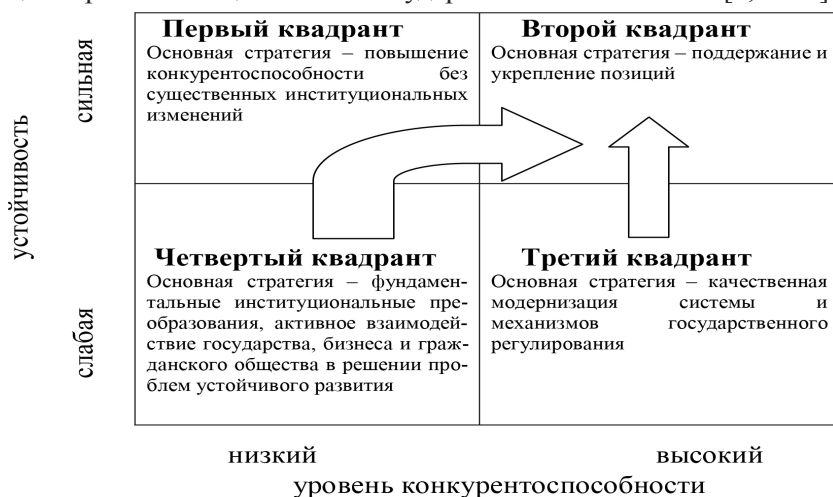 Первый квадрант
Основная стратегия – повышение
конкурентоспособности без
существенных институциональных
изменений
Второй квадрант
Основная стратегия – поддержание и
укрепление позиций
устойчивость
сильная
слабая
Четвертый квадрант
Основная стратегия – фундамен-
тальные институциональные пре-
образования, активное взаимодей-
ствие государства, бизнеса и граж-
данского общества в решении про-
блем устойчивого развития
Третий квадрант
Основная стратегия – качественная
модернизация системы и
механизмов государственного
регулирования
низкий
высокий
уровень конкурентоспособности